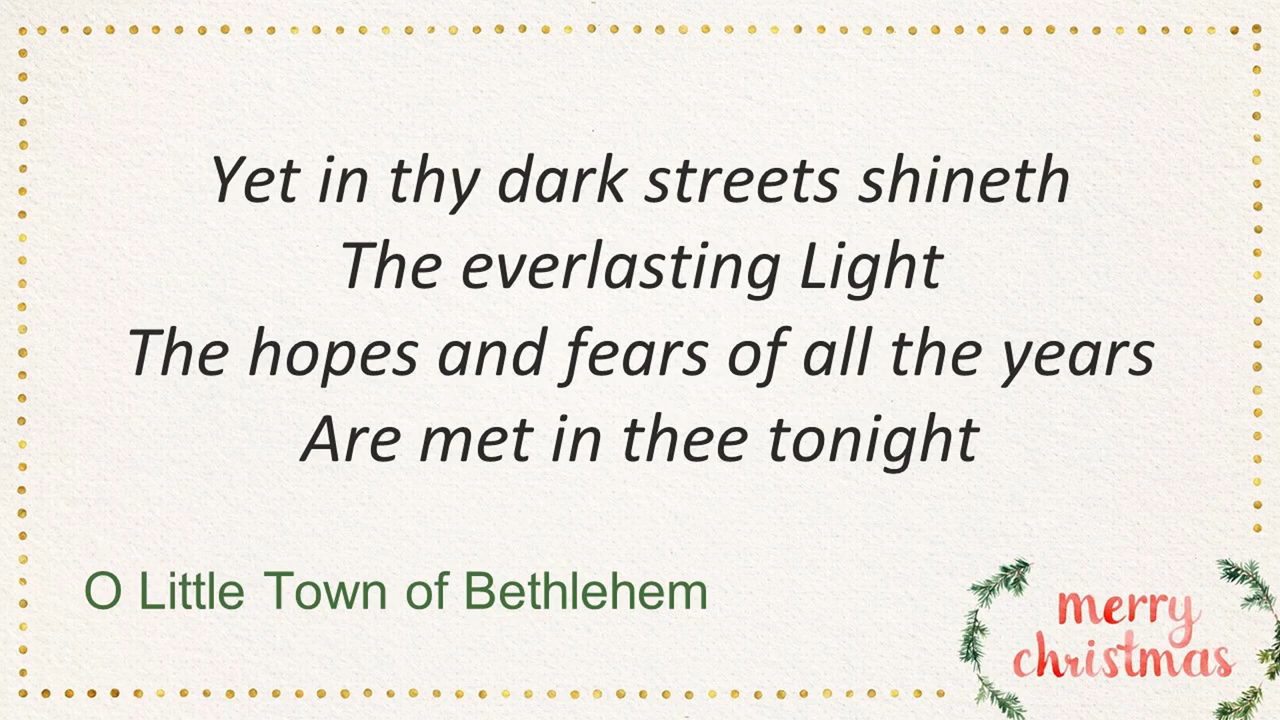 Yet in thy dark streets shineth
The everlasting Light
The hopes and fears of all the years
Are met in thee tonight
O Little Town of Bethlehem
merry
christmas